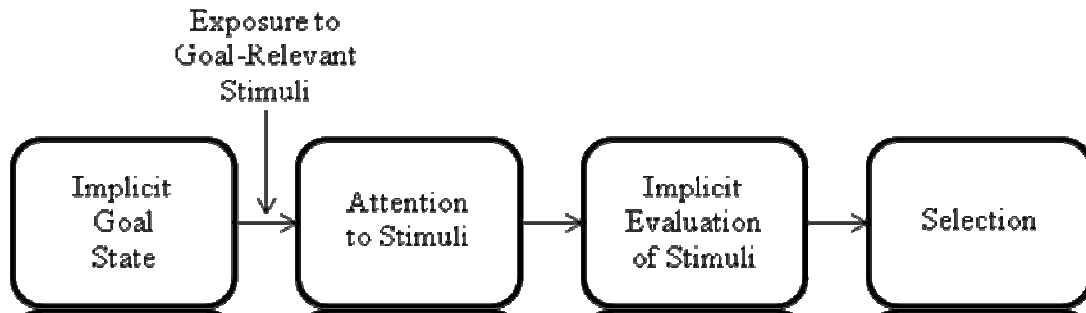 Exposure to
Goal-Relevant
Stimuli
Implicit
Goal
State
Attention
to Stimuli
Implicit
Evaluation
of Stimuli
Selection